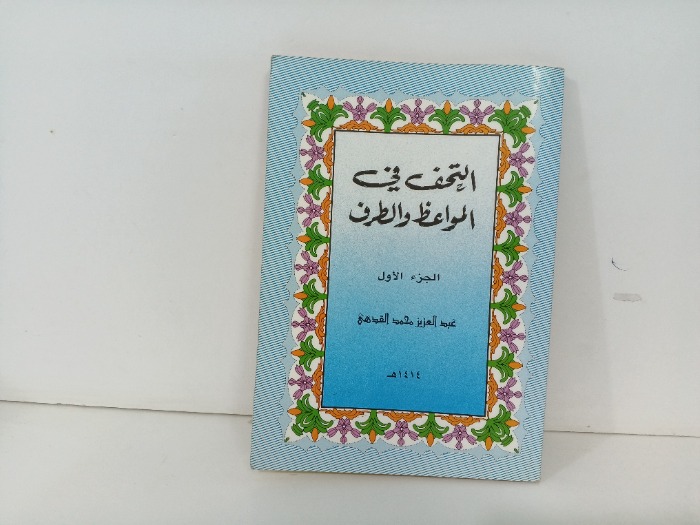 التحف في
المواعظ والطرف
الجزء الأول
عبد العزيز محمد القدهي
١٤١٤هـ